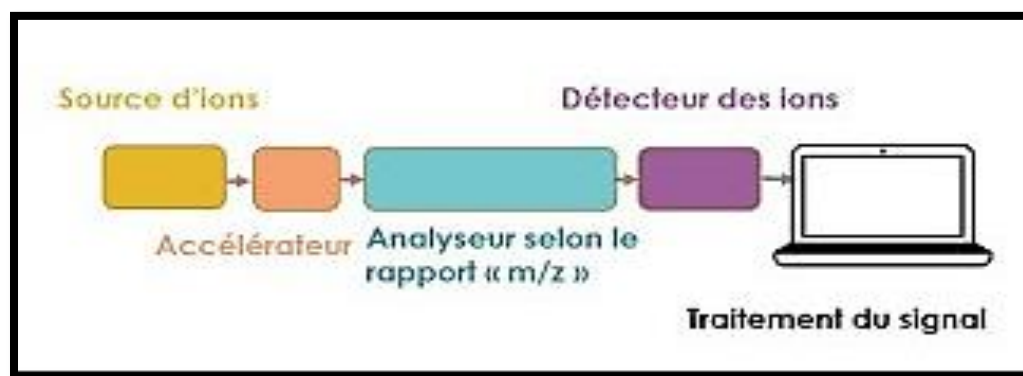 Source d'ions
Détecteur des ions
Accélérateur
Analyseur selon le
rapport « m/z »
Traitement du signal